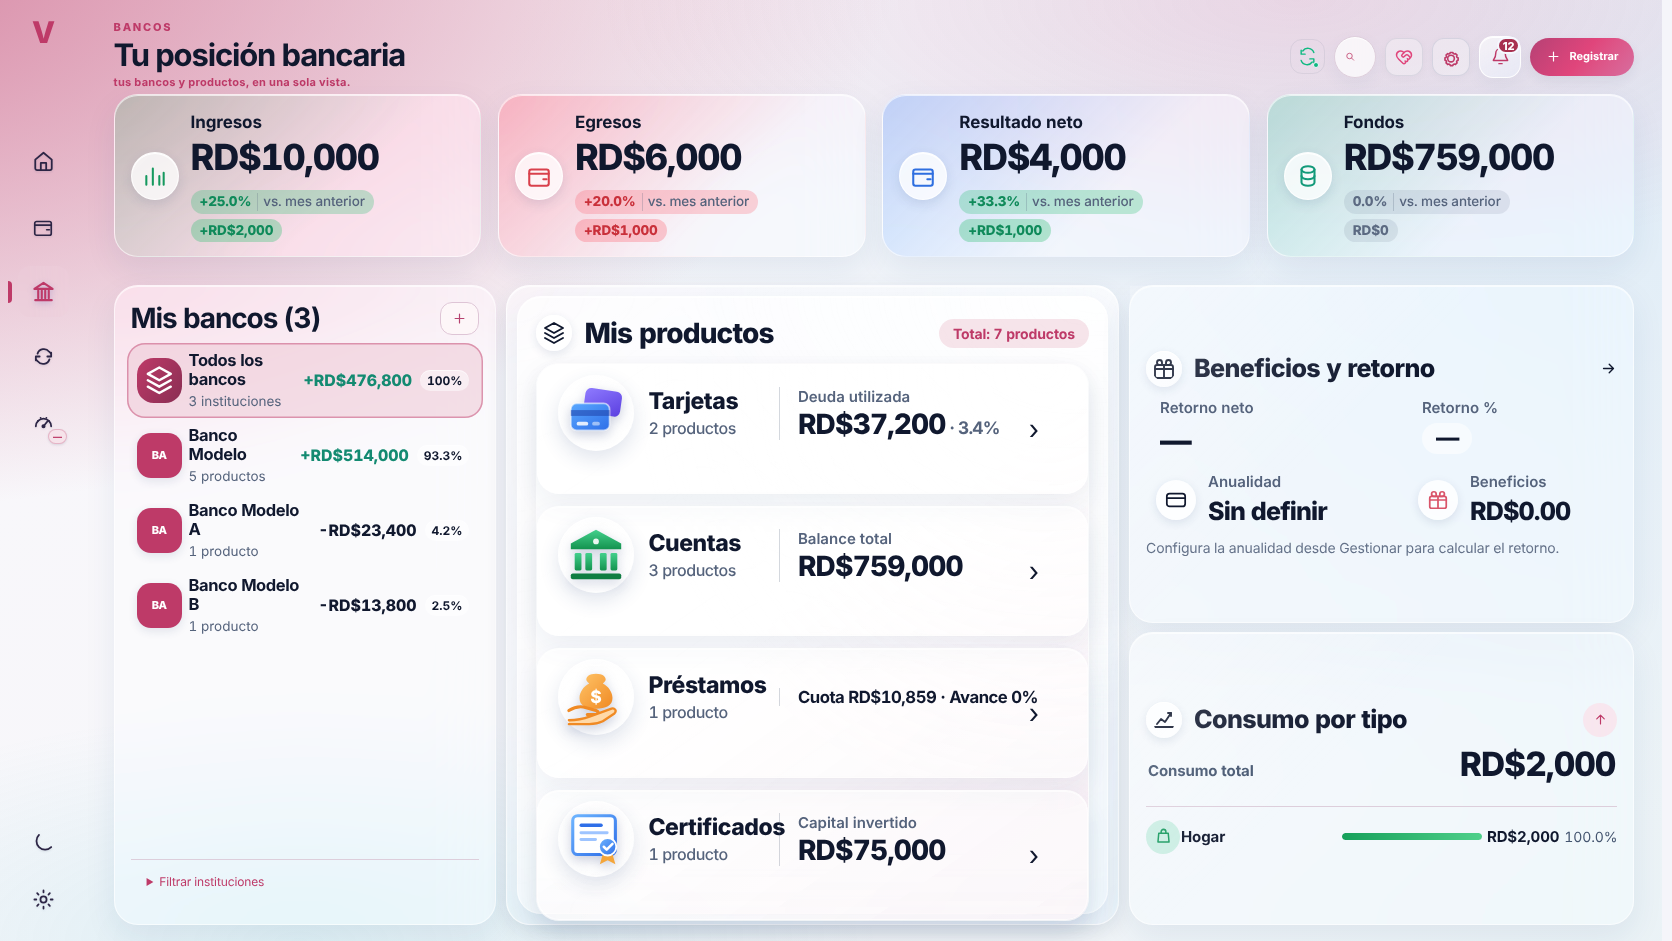 V
BANCOS
Tu posición bancaria
tus bancos y productos, en una sola vista.
12
+ Registrar
Ingresos
RD$10,000
+25.0% vs. mes anterior
+RD$2,000
Egresos
RD$6,000
+20.0% vs. mes anterior
+RD$1,000
Resultado neto
RD$4,000
+33.3% vs. mes anterior
+RD$1,000
Fondos
RD$759,000
0.0% vs. mes anterior
RD$0
Mis bancos (3)
+
Todos los
bancos
3 instituciones
+RD$476,800 100%
BA
Banco
Modelo
5 productos
+RD$514,000 93.3%
BA
Banco Modelo
A
1 producto
-RD$23,400 4.2%
BA
Banco Modelo
B
1 producto
-RD$13,800 2.5%
▶ Filtrar instituciones
Mis productos
Total: 7 productos
Tarjetas
2 productos
Deuda utilizada
RD$37,200 · 3.4%
›
Cuentas
3 productos
Balance total
RD$759,000
›
$
Préstamos
1 producto
Cuota RD$10,859 · Avance 0%
›
Certificados
1 producto
Capital invertido
RD$75,000
›
Beneficios y retorno
→
Retorno neto
—
Retorno %
—
Anualidad
Sin definir
Beneficios
RD$0.00
Configura la anualidad desde Gestionar para calcular el retorno.
Consumo por tipo
↑
Consumo total
RD$2,000
Hogar
RD$2,000 100.0%